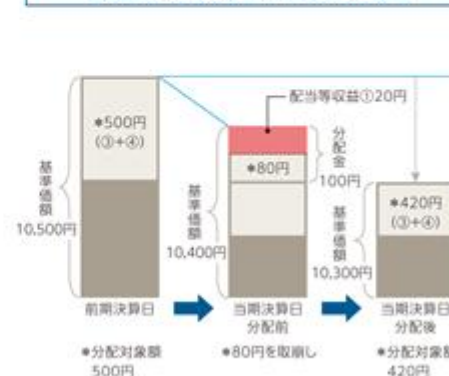 配当等収益①20円
*500円
(③+④)
*80円
分配金
100円
*420円
(③+④)
基準価額
10,500円
基準価額
10,400円
基準価額
10,300円
前期決算日
当期決算日
分配前
当期決算日
分配後
*分配対象額
500円
*80円を取崩し
*分配対象額
420円